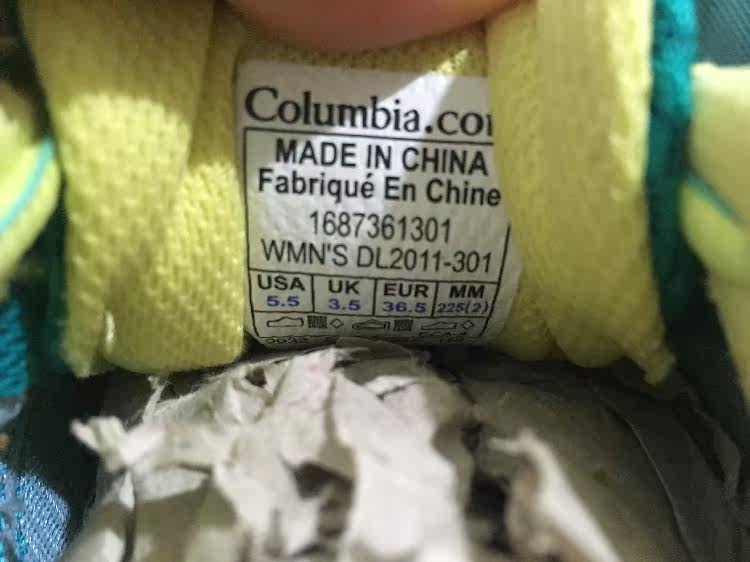 Columbia.co
MADE IN CHINA
Fabriqué En Chine
1687361301
WMN'S DL2011-301
USA UK EUR MM
5.5 3.5 36.5 225(2)